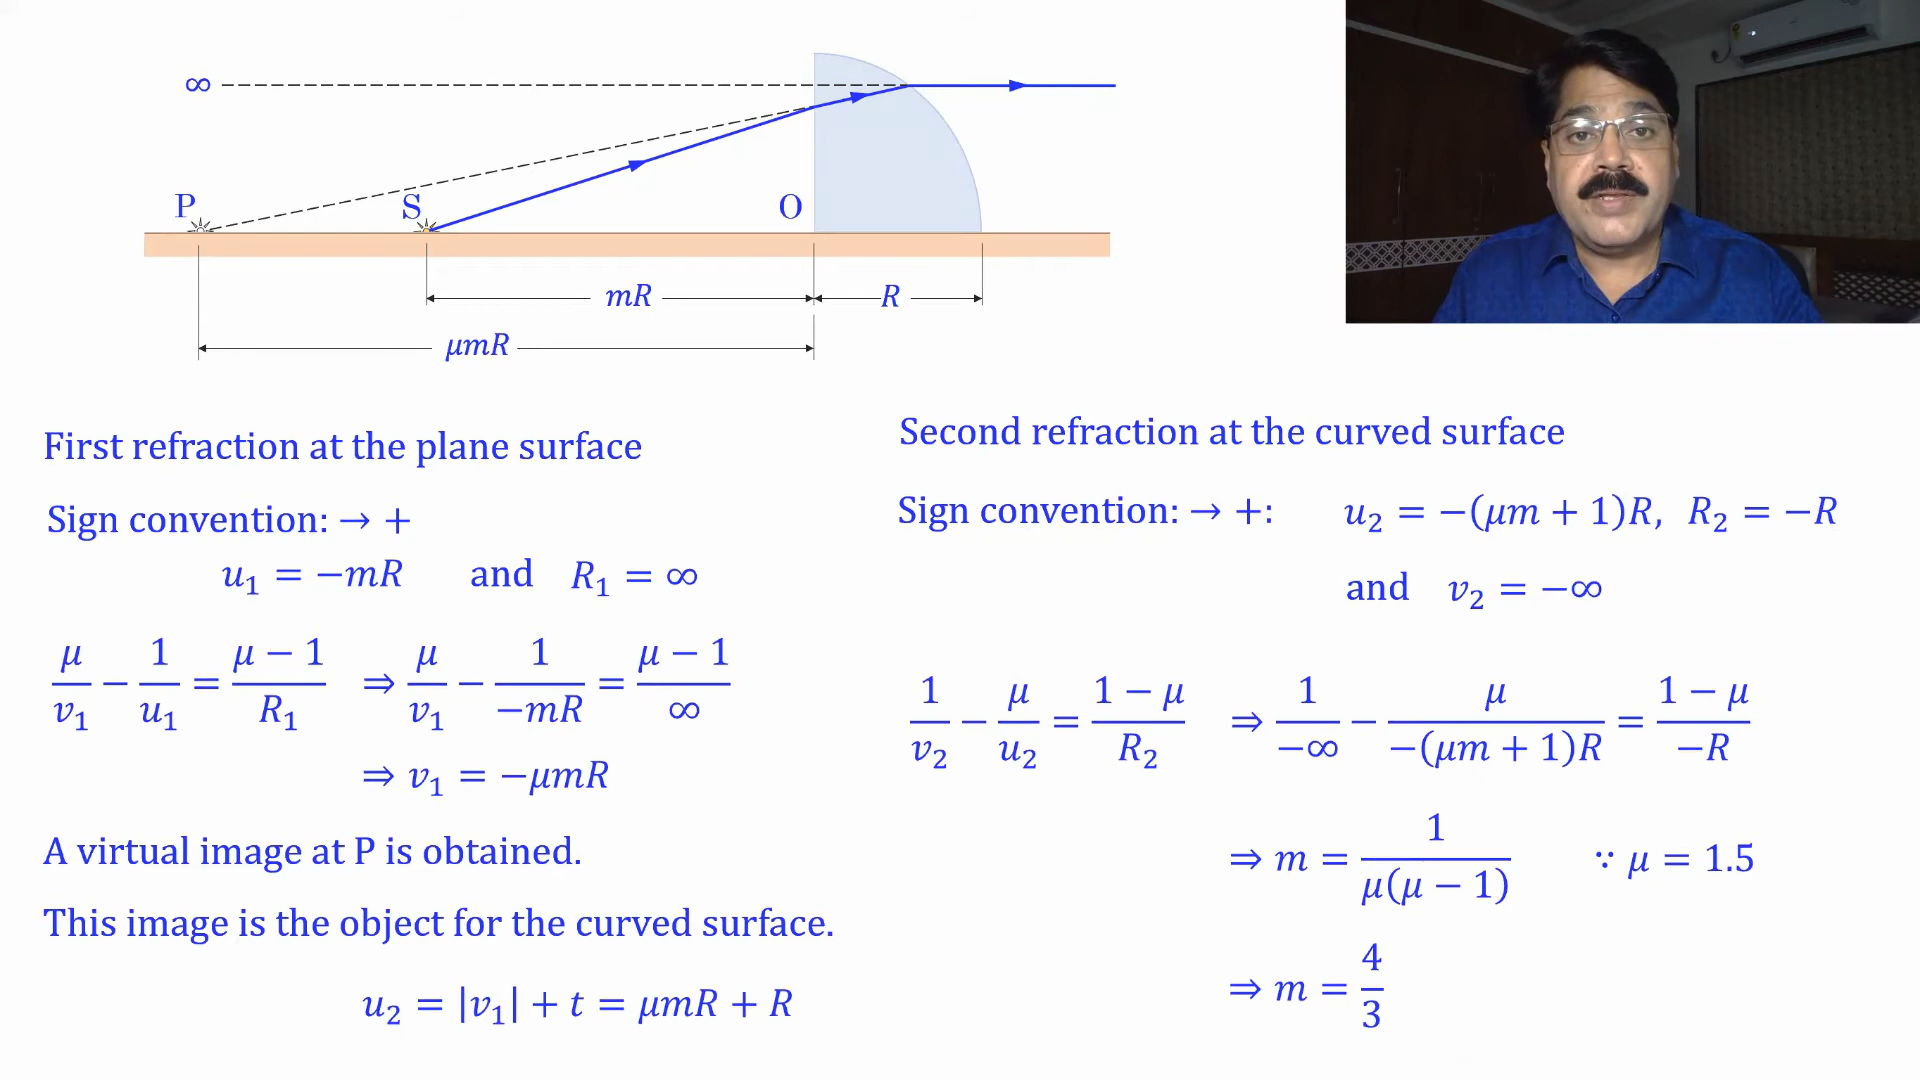 ∞
P
S
O
mR
R
μmR
First refraction at the plane surface
Sign convention: → +
u₁ = −mR and R₁ = ∞
μ/v₁ − 1/u₁ = (μ − 1)/R₁ ⇒ μ/v₁ − 1/(−mR) = (μ − 1)/∞
⇒ v₁ = −μmR
A virtual image at P is obtained.
This image is the object for the curved surface.
u₂ = |v₁| + t = μmR + R
Second refraction at the curved surface
Sign convention: → +: u₂ = −(μm + 1)R, R₂ = −R
and v₂ = −∞
1/v₂ − μ/u₂ = (1 − μ)/R₂ ⇒ 1/(−∞) − μ/(−(μm + 1)R) = (1 − μ)/(−R)
⇒ m = 1/(μ(μ − 1)) ∵ μ = 1.5
⇒ m = 4/3